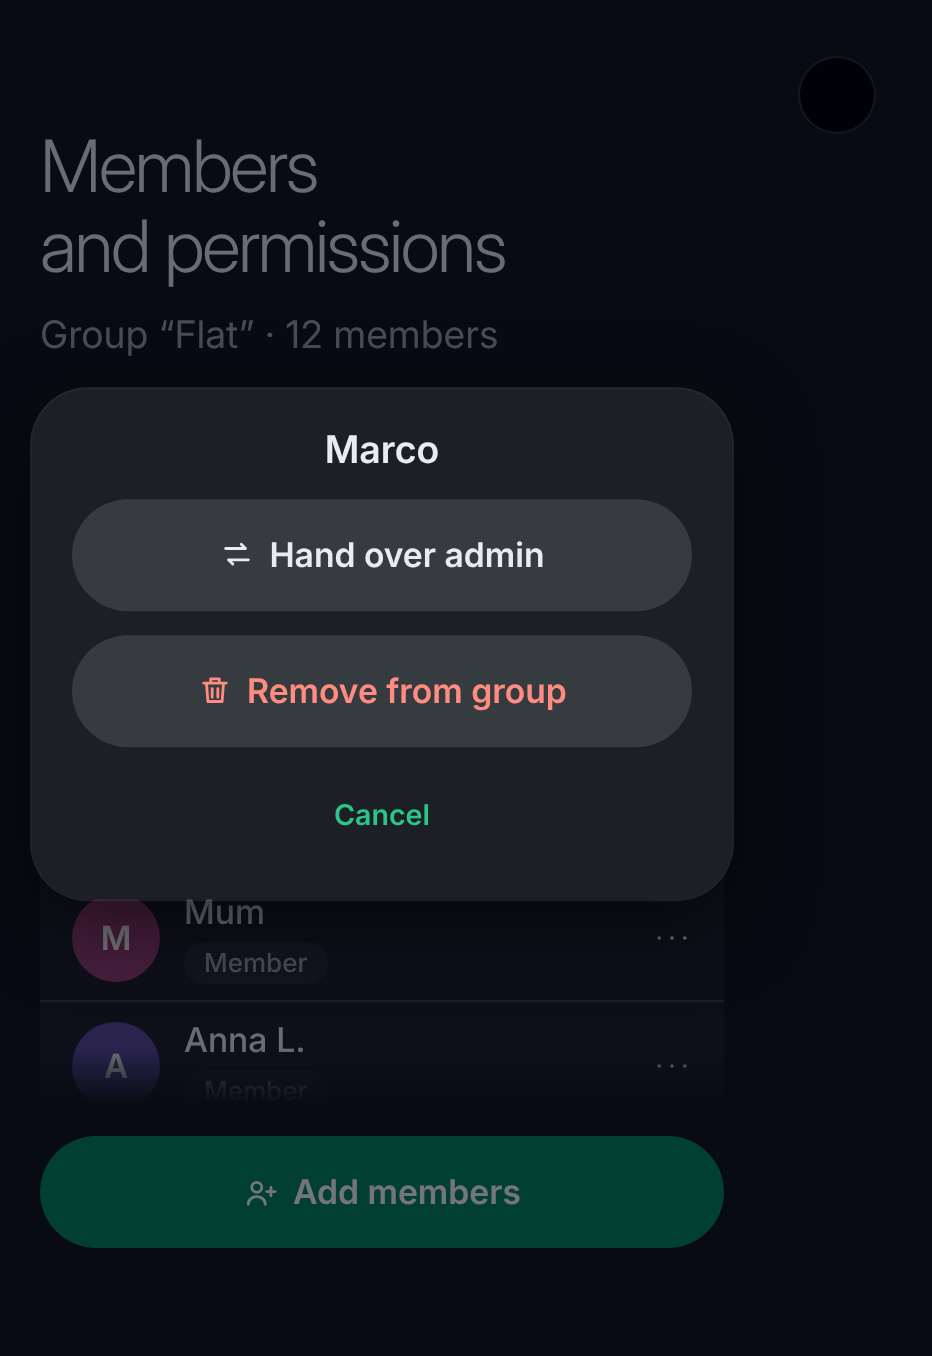 Members
and permissions
Group “Flat” · 12 members
Marco
Hand over admin
Remove from group
Cancel
M
Mum
Member
...
A
Anna L.
Member
...
Add members